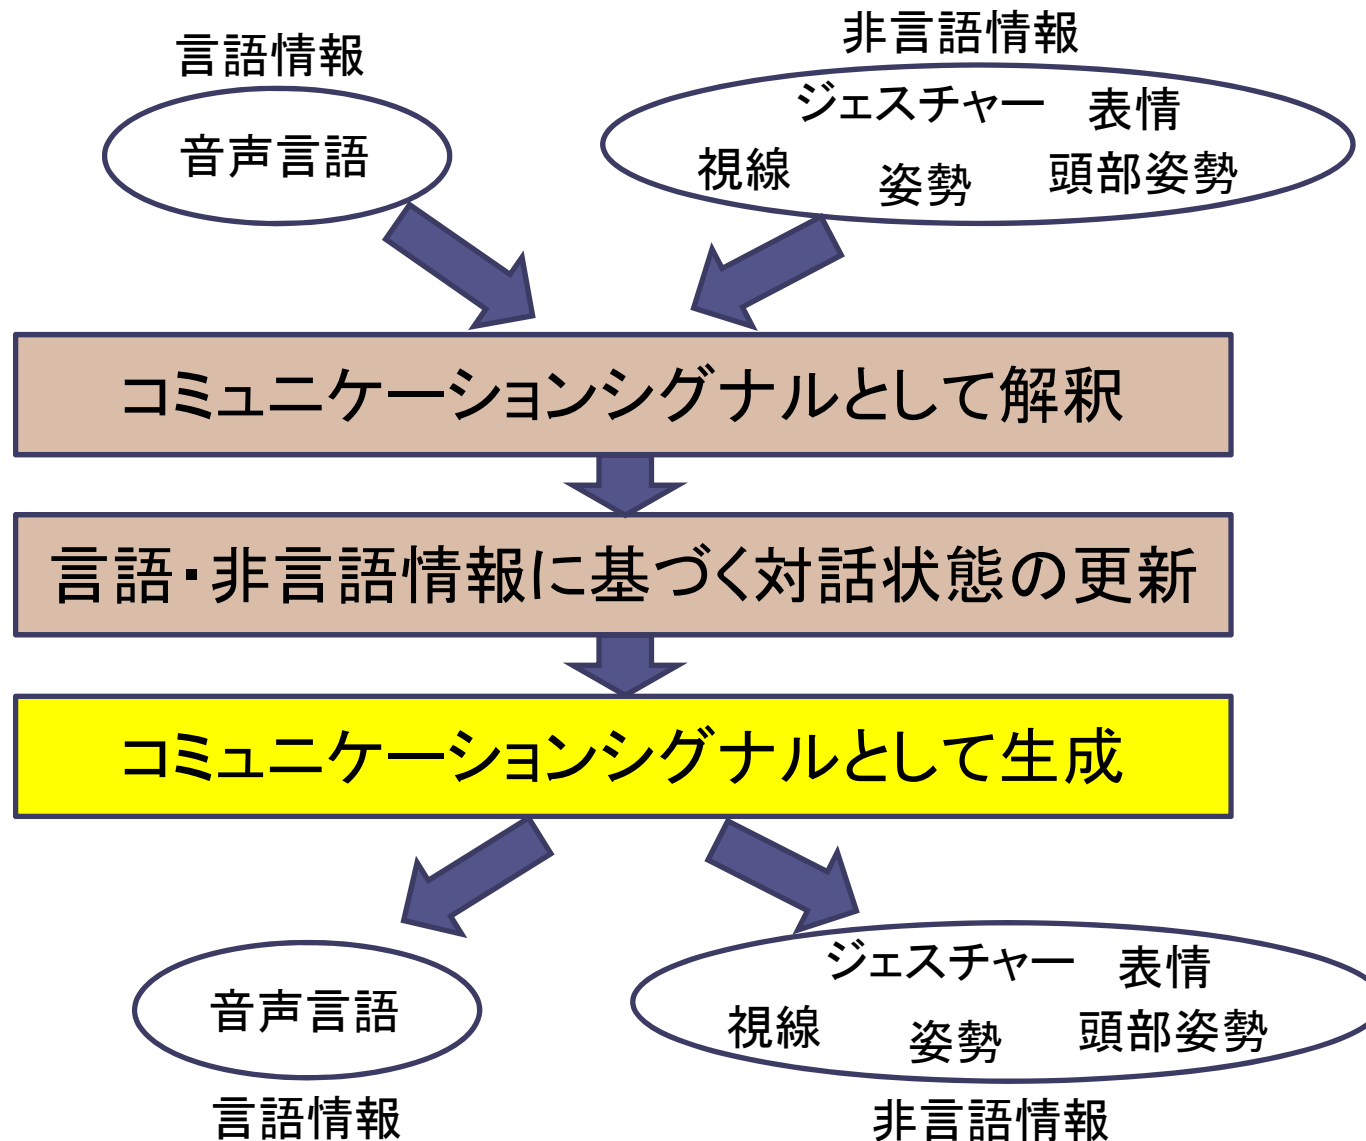 言語情報
非言語情報
音声言語
ジェスチャー 表情
視線 姿勢 頭部姿勢
コミュニケーションシグナルとして解釈
言語・非言語情報に基づく対話状態の更新
コミュニケーションシグナルとして生成
音声言語
ジェスチャー 表情
視線 姿勢 頭部姿勢
言語情報
非言語情報